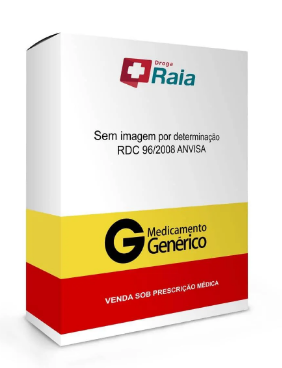 Droga
Raia
Sem imagem por determinação
RDC 96/2008 ANVISA
G Medicamento
Genérico
VENDA SOB PRESCRIÇÃO MÉDICA